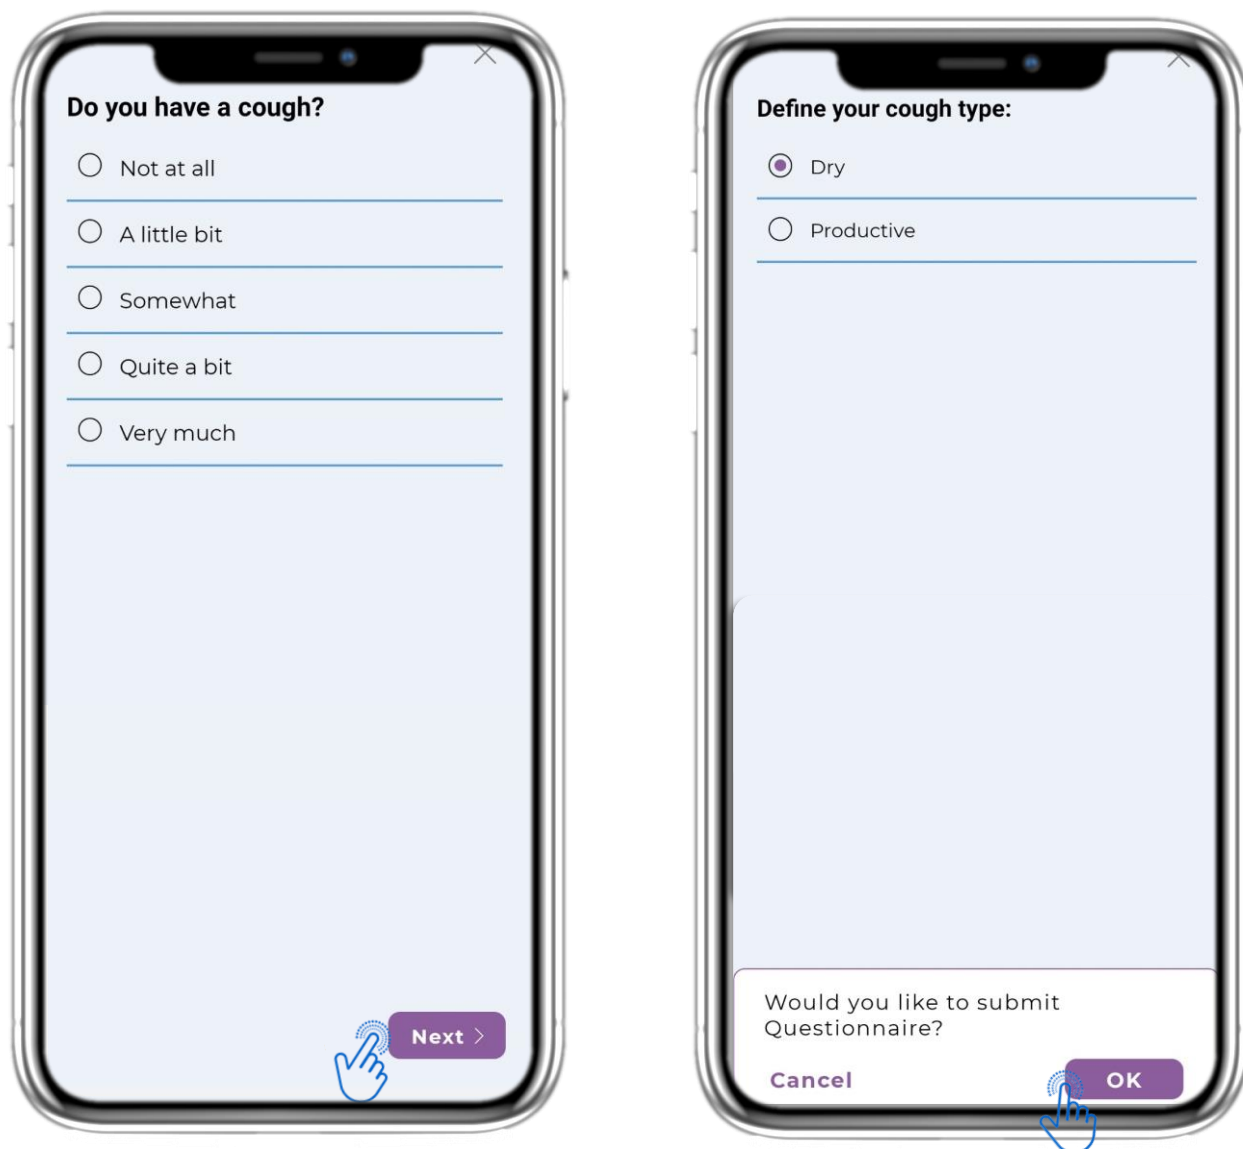 Do you have a cough?
Not at all
A little bit
Somewhat
Quite a bit
Very much
Next >
Define your cough type:
Dry
Productive
Would you like to submit
Questionnaire?
Cancel
OK